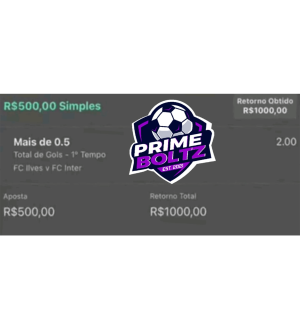 R$500,00 Simples
Retorno Obtido
R$1000,00
PRIME
BOLTZ
EST. 2021
Mais de 0.5
2.00
Total de Gols - 1º Tempo
FC Ilves v FC Inter
Aposta
Retorno Total
R$500,00
R$1000,00